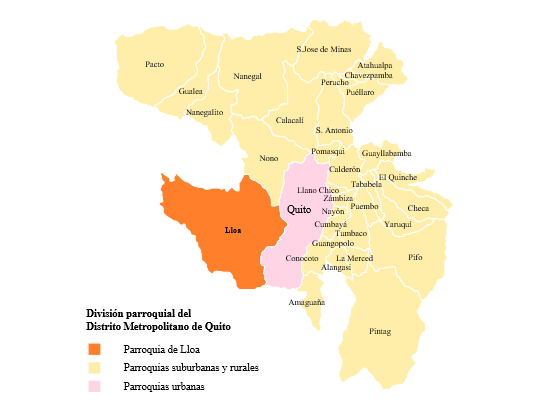 S.Jose de Minas
Pacto
Nanegal
Atahualpa
Chavezpamba
Perucho
Gualea
Puéllaro
Nanegalito
Calacalí
S. Antonio
Pomasqui
Guayllabamba
Nono
Calderón
El Quinche
Tababela
Llano Chico
Zámbiza
Quito
Nayón
Puembo
Checa
Cumbayá
Yaruquí
Lloa
Tumbaco
Guangopolo
Conocoto
La Merced
Pifo
Alangasí
Amaguaña
Pintag
División parroquial del
Distrito Metropolitano de Quito
Parroquia de Lloa
Parroquias suburbanas y rurales
Parroquias urbanas